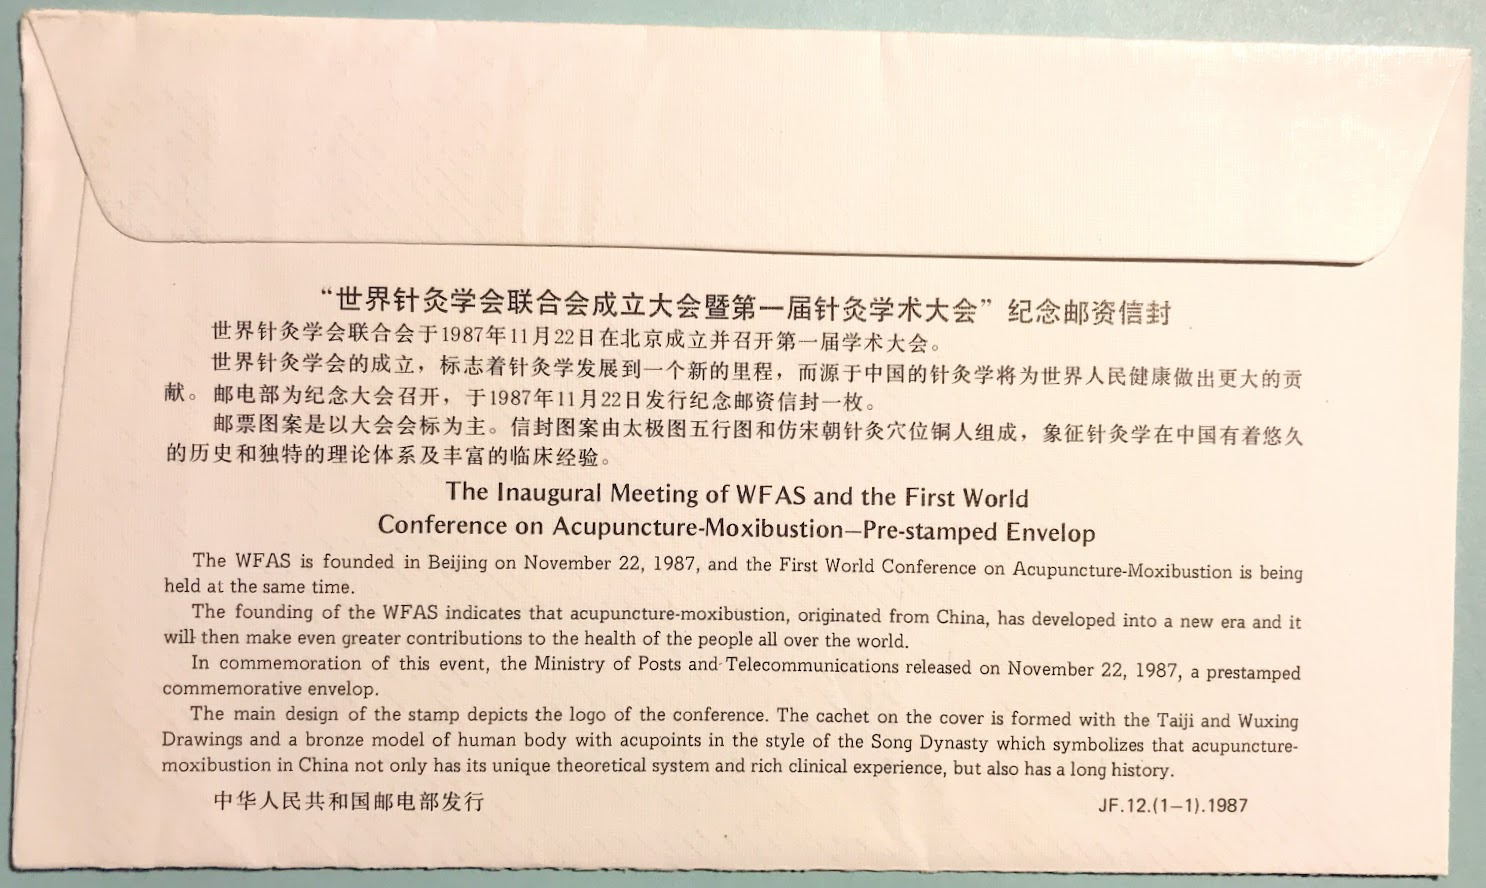 “世界针灸学会联合会成立大会暨第一届针灸学术大会”纪念邮资信封
世界针灸学会联合会于1987年11月22日在北京成立并召开第一届学术大会。
世界针灸学会的成立，标志着针灸学发展到一个新的里程，而源于中国的针灸学将为世界人民健康做出更大的贡
献。邮电部为纪念大会召开，于1987年11月22日发行纪念邮资信封一枚。
邮票图案是以大会会标为主。信封图案由太极图五行图和仿宋朝针灸穴位铜人组成，象征针灸学在中国有着悠久
的历史和独特的理论体系及丰富的临床经验。
The Inaugural Meeting of WFAS and the First World
Conference on Acupuncture-Moxibustion—Pre-stamped Envelop
The WFAS is founded in Beijing on November 22, 1987, and the First World Conference on Acupuncture-Moxibustion is being
held at the same time.
The founding of the WFAS indicates that acupuncture-moxibustion, originated from China, has developed into a new era and it
will then make even greater contributions to the health of the people all over the world.
In commemoration of this event, the Ministry of Posts and Telecommunications released on November 22, 1987, a prestamped
commemorative envelop.
The main design of the stamp depicts the logo of the conference. The cachet on the cover is formed with the Taiji and Wuxing
Drawings and a bronze model of human body with acupoints in the style of the Song Dynasty which symbolizes that acupuncture-
moxibustion in China not only has its unique theoretical system and rich clinical experience, but also has a long history.
中华人民共和国邮电部发行
JF.12.(1—1).1987